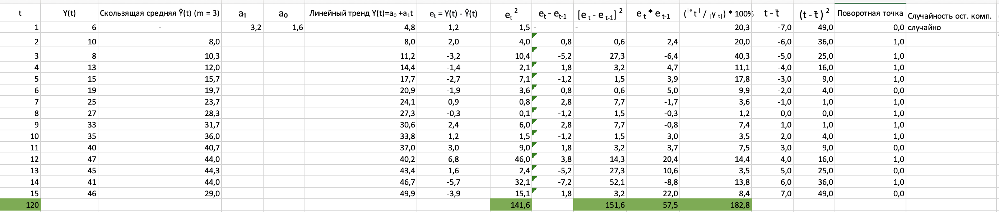 t Y(t) Скользящая средняя Ŷ(t) (m = 3) a₁ a₀ Линейный тренд Y(t)=a₀ +a₁t eₜ = Y(t) - Ŷ(t) eₜ ² eₜ - eₜ₋₁ [e ₜ - e ₜ₋₁] ² e ₜ * e ₜ₋₁ (|e t| / |y t|) * 100% t - t̄ (t - t̄ ) ² Поворотная точка Случайность ост. комп.
1 6 - 3,2 1,6 4,8 1,2 1,5 - - 20,3 -7,0 49,0 0,0 случайно
2 10 8,0 8,0 2,0 4,0 0,8 0,6 2,4 20,0 -6,0 36,0 1,0
3 8 10,3 11,2 -3,2 10,4 -5,2 27,3 -6,4 40,3 -5,0 25,0 1,0
4 13 12,0 14,4 -1,4 2,1 1,8 3,2 4,7 11,1 -4,0 16,0 1,0
5 15 15,7 17,7 -2,7 7,1 -1,2 1,5 3,9 17,8 -3,0 9,0 1,0
6 19 19,7 20,9 -1,9 3,6 0,8 0,6 5,0 9,9 -2,0 4,0 0,0
7 25 23,7 24,1 0,9 0,8 2,8 7,7 -1,7 3,6 -1,0 1,0 1,0
8 27 28,3 27,3 -0,3 0,1 -1,2 1,5 -0,3 1,2 0,0 0,0 1,0
9 33 31,7 30,6 2,4 6,0 2,8 7,7 -0,8 7,4 1,0 1,0 1,0
10 35 36,0 33,8 1,2 1,5 -1,2 1,5 3,0 3,5 2,0 4,0 1,0
11 40 40,7 37,0 3,0 9,0 1,8 3,2 3,7 7,5 3,0 9,0 0,0
12 47 44,0 40,2 6,8 46,0 3,8 14,3 20,4 14,4 4,0 16,0 1,0
13 45 44,3 43,4 1,6 2,4 -5,2 27,3 10,6 3,5 5,0 25,0 0,0
14 41 44,0 46,7 -5,7 32,1 -7,2 52,1 -8,8 13,8 6,0 36,0 1,0
15 46 29,0 49,9 -3,9 15,1 1,8 3,2 22,0 8,4 7,0 49,0 0,0
120 141,6 151,6 57,5 182,8